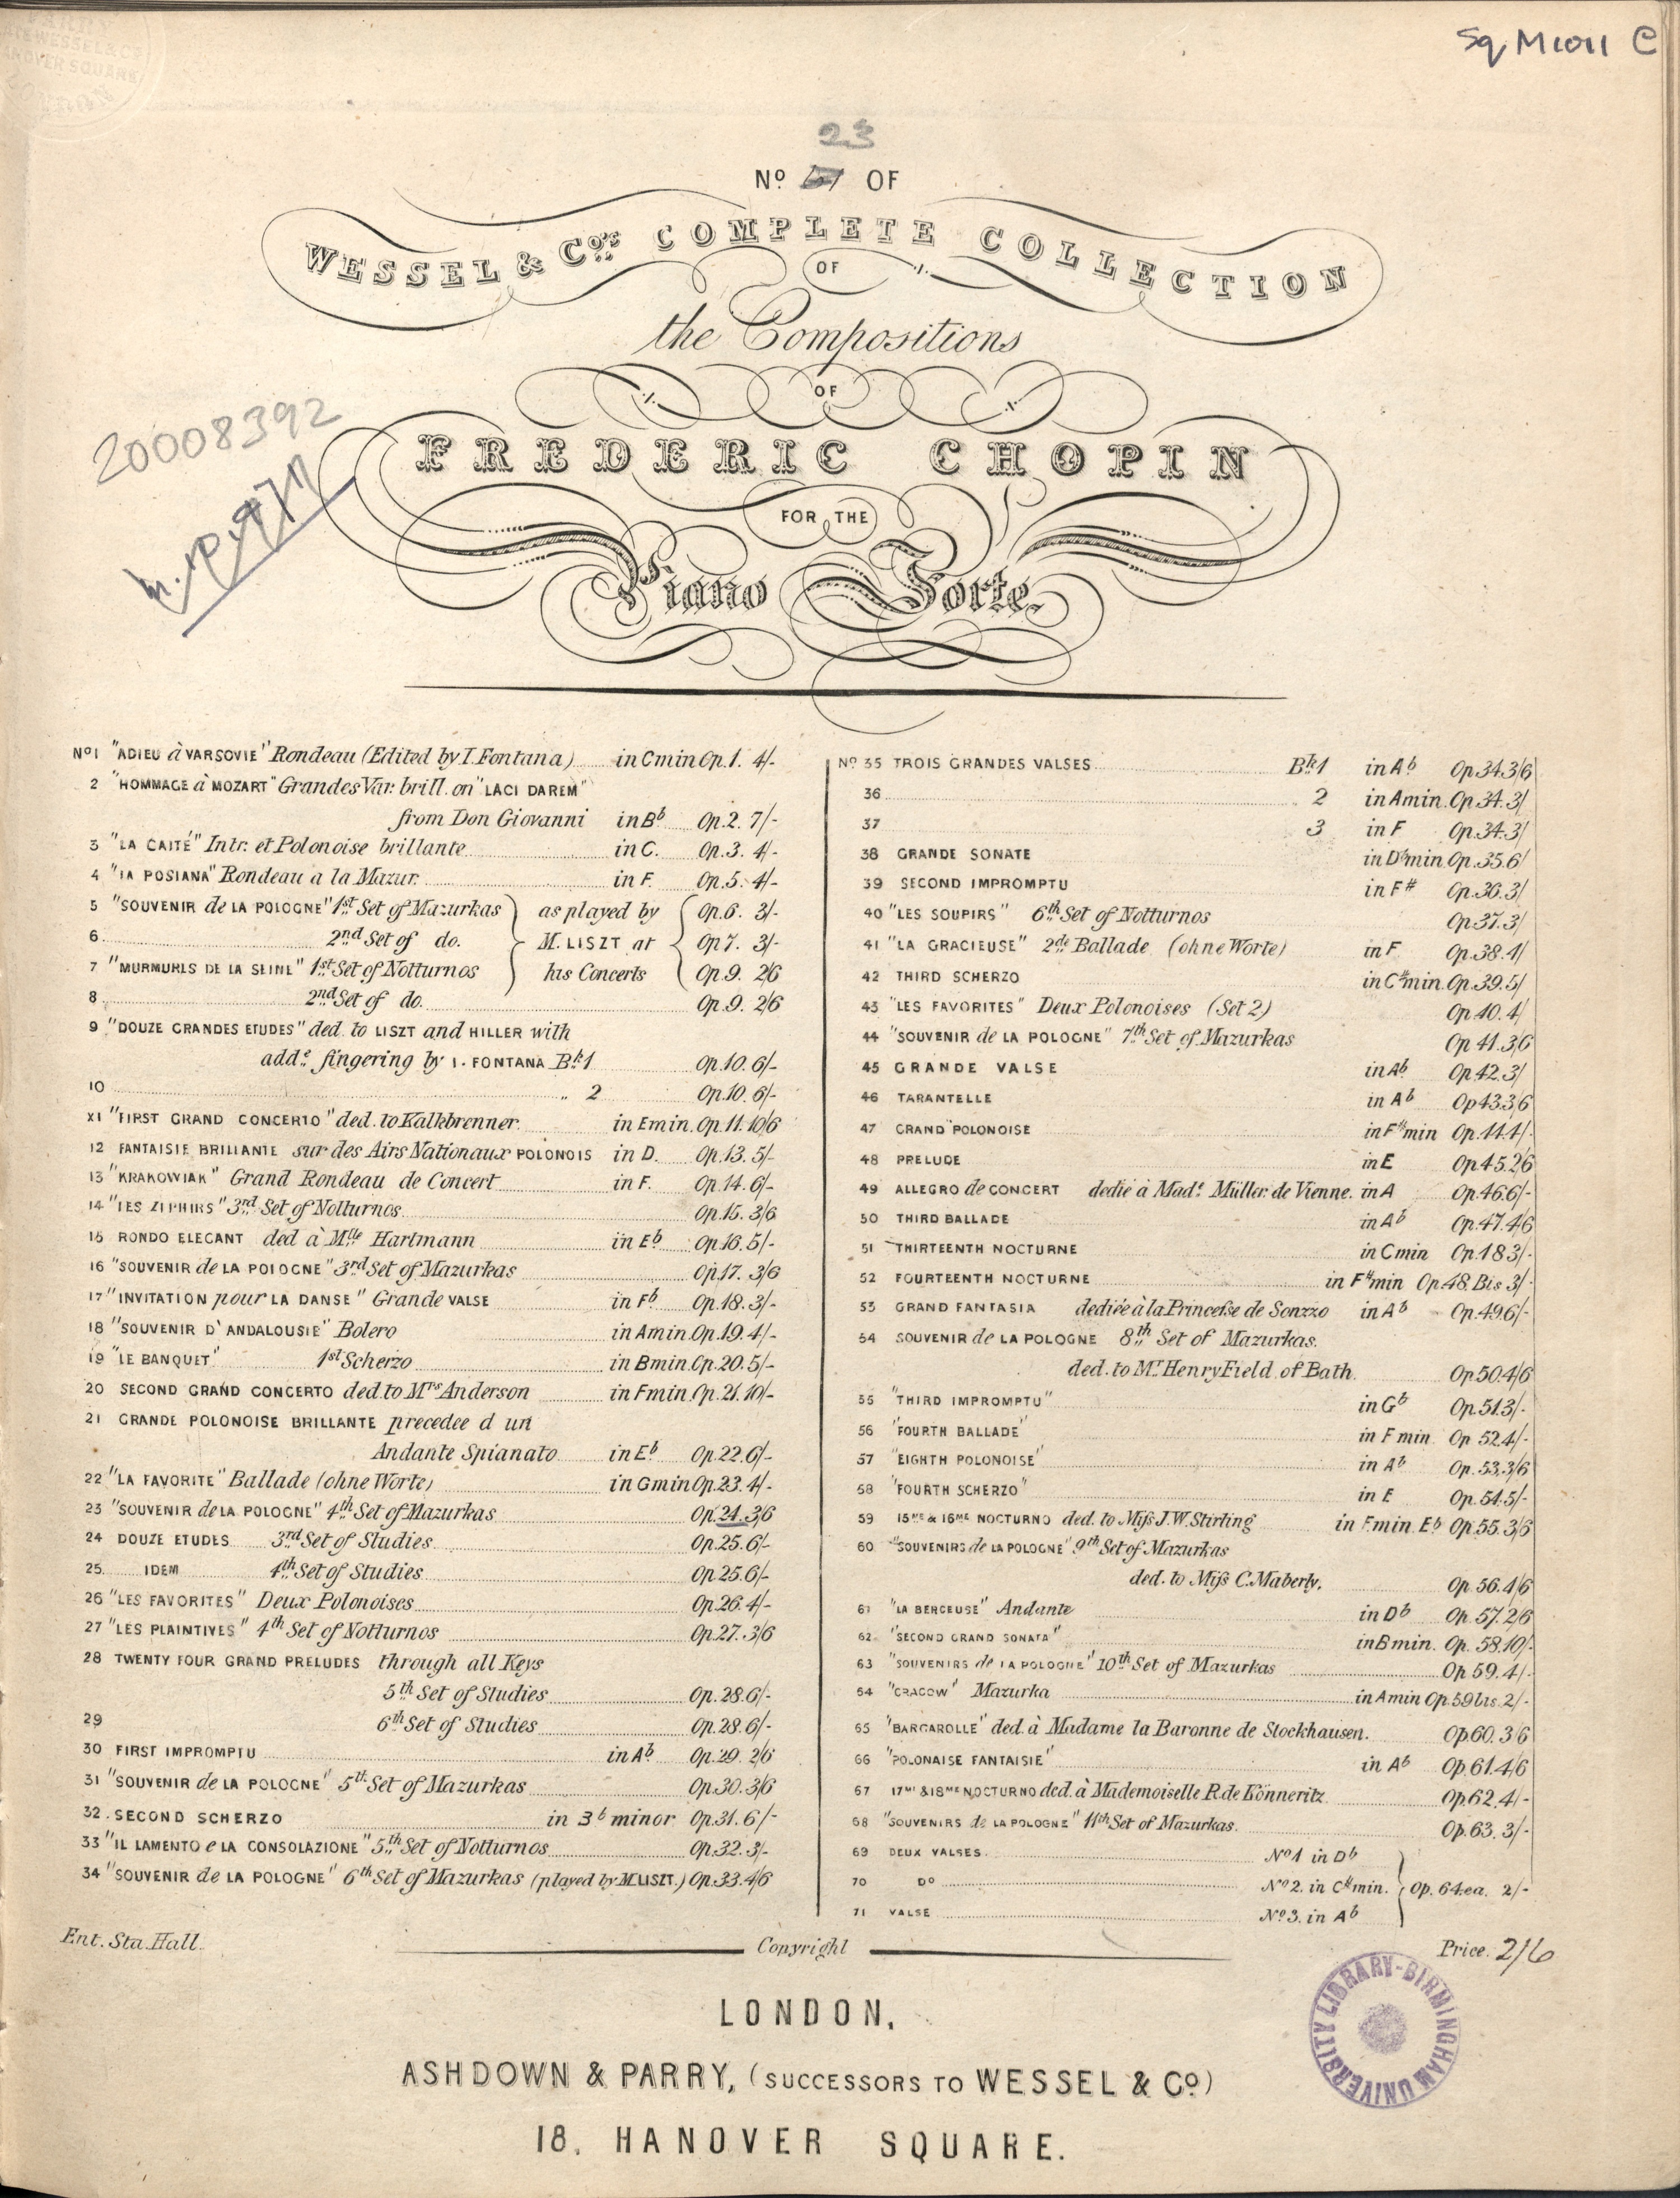 Sq M1011 C
23
Nº OF
WESSEL & Cº's COMPLETE COLLECTION
OF
the Compositions
OF
FREDERIC CHOPIN
FOR THE
Piano Forte.
20008392
Nº 1 "ADIEU à VARSOVIE" Rondeau (Edited by I. Fontana) in C min Op. 1. 4/-
2 "HOMMAGE à MOZART" Grandes Var: brill. on "LACI DAREM"
from Don Giovanni in Bb Op. 2. 7/-
3 "LA GAITÉ" Intr. et Polonoise brillante in C. Op. 3. 4/-
4 "LA POSIANA" Rondeau a la Mazur. in F. Op. 5. 4/-
5 "SOUVENIR de LA POLOGNE" 1st Set of Mazurkas as played by Op. 6. 3/-
6 2nd Set of do. M. LISZT at Op 7. 3/-
7 "MURMURES DE LA SEINE" 1st Set of Notturnos his Concerts Op. 9. 2/6
8 2nd Set of do. Op. 9. 2/6
9 "DOUZE GRANDES ETUDES" ded. to LISZT and HILLER with
add.e fingering by I. FONTANA Bk 1 Op. 10. 6/-
10 " 2 Op. 10. 6/-
XI "FIRST GRAND CONCERTO" ded. to Kalkbrenner. in E min. Op. 11. 10/6
12 FANTAISIE BRILLANTE sur des Airs Nationaux POLONOIS in D. Op. 13. 5/-
13 "KRAKOWIAK" Grand Rondeau de Concert in F. Op. 14. 6/-
14 "LES ZEPHIRS" 3rd Set of Notturnos. Op. 15. 3/6
15 RONDO ELEGANT ded à Mlle Hartmann in Eb Op. 16. 5/-
16 "SOUVENIR de LA POLOGNE" 3rd Set of Mazurkas Op. 17. 3/6
17 "INVITATION pour LA DANSE" Grande VALSE in Eb Op. 18. 3/-
18 "SOUVENIR D'ANDALOUSIE" Bolero in A min. Op. 19. 4/-
19 "LE BANQUET" 1st Scherzo in B min. Op. 20. 5/-
20 SECOND GRAND CONCERTO ded. to Mrs Anderson in F min. Op. 21. 10/-
21 GRANDE POLONOISE BRILLANTE precedee d un
Andante Spianato in Eb Op. 22. 6/-
22 "LA FAVORITE" Ballade (ohne Worte) in G min Op. 23. 4/-
23 "SOUVENIR de LA POLOGNE" 4th Set of Mazurkas Op. 24. 3/6
24 DOUZE ETUDES 3rd Set of Studies. Op. 25. 6/-
25 IDEM 4th Set of Studies Op 25. 6/-
26 "LES FAVORITES" Deux Polonoises Op. 26. 4/-
27 "LES PLAINTIVES" 4th Set of Notturnos Op. 27. 3/6
28 TWENTY FOUR GRAND PRELUDES through all Keys
5th Set of Studies Op. 28. 6/-
29 6th Set of Studies Op. 28. 6/-
30 FIRST IMPROMPTU in Ab Op. 29. 2/6
31 "SOUVENIR de LA POLOGNE" 5th Set of Mazurkas Op. 30. 3/6
32. SECOND SCHERZO in Bb minor Op. 31. 6/-
33 "IL LAMENTO e LA CONSOLAZIONE" 5th Set of Notturnos Op. 32. 3/-
34 "SOUVENIR de LA POLOGNE" 6th Set of Mazurkas (played by M. LISZT.) Op. 33. 4/6
Nº 35 TROIS GRANDES VALSES Bk 1 in Ab Op. 34. 3/6
36 2 in A min. Op. 34. 3/
37 3 in F Op. 34. 3/
38 GRANDE SONATE in Db min. Op. 35. 6/
39 SECOND IMPROMPTU in F# Op. 36. 3/
40 "LES SOUPIRS" 6th Set of Notturnos Op. 37. 3/
41 "LA GRACIEUSE" 2de Ballade (ohne Worte) in F Op. 38. 4/
42 THIRD SCHERZO in C# min. Op. 39. 5/
43 "LES FAVORITES" Deux Polonoises (Set 2) Op 40. 4/
44 "SOUVENIR de LA POLOGNE" 7th Set of Mazurkas Op 41. 3/6
45 GRANDE VALSE in Ab Op 42. 3/
46 TARANTELLE in Ab Op 43. 3/6
47 GRAND POLONOISE in F# min Op. 44. 4/-
48 PRELUDE in E Op 45. 2/6
49 ALLEGRO de CONCERT dedié à Made Müller de Vienne. in A Op. 46. 6/-
50 THIRD BALLADE in Ab Op. 47. 4/6
51 THIRTEENTH NOCTURNE in C min Op. 48 3/-
52 FOURTEENTH NOCTURNE in F# min Op. 48. Bis 3/-
53 GRAND FANTASIA dediée à la Princesse de Sonzzo in Ab Op. 49. 6/-
54 SOUVENIR de LA POLOGNE 8th Set of Mazurkas.
ded. to Mr Henry Field of Bath. Op. 50. 4/6
55 "THIRD IMPROMPTU" in Gb Op. 51. 3/-
56 "FOURTH BALLADE" in F min. Op 52. 4/-
57 "EIGHTH POLONOISE" in Ab Op. 53. 3/6
58 "FOURTH SCHERZO" in E Op. 54. 5/-
59 15ME & 16ME NOCTURNO ded. to Miss J. W. Stirling in F min. Eb Op. 55. 3/6
60 "SOUVENIRS de LA POLOGNE" 9th Set of Mazurkas
ded. to Miss C. Maberly. Op. 56. 4/6
61 "LA BERCEUSE" Andante in Db Op. 57. 2/6
62 "SECOND GRAND SONATA" in B min. Op. 58. 10/-
63 "SOUVENIRS de LA POLOGNE" 10th Set of Mazurkas Op 59. 4/-
64 "CRACOW" Mazurka in A min Op. 59 bis. 2/-
65 "BARCAROLLE" ded. à Madame la Baronne de Stockhausen. Op. 60. 3/6
66 "POLONAISE FANTAISIE" in Ab Op. 61. 4/6
67 17ME & 18ME NOCTURNO ded. à Mademoiselle R. de Könneritz Op. 62. 4/-
68 "SOUVENIRS de LA POLOGNE" 11th Set of Mazurkas. Op. 63. 3/-
69 DEUX VALSES. Nº 1 in Db
70 Dº Nº 2. in C# min. Op. 64. ea. 2/-
71 VALSE Nº 3. in Ab
Ent. Sta. Hall.
Copyright
Price. 2/6
LONDON,
ASHDOWN & PARRY, (SUCCESSORS TO WESSEL & Cº)
18, HANOVER SQUARE.
UNIVERSITY LIBRARY-BIRMINGHAM